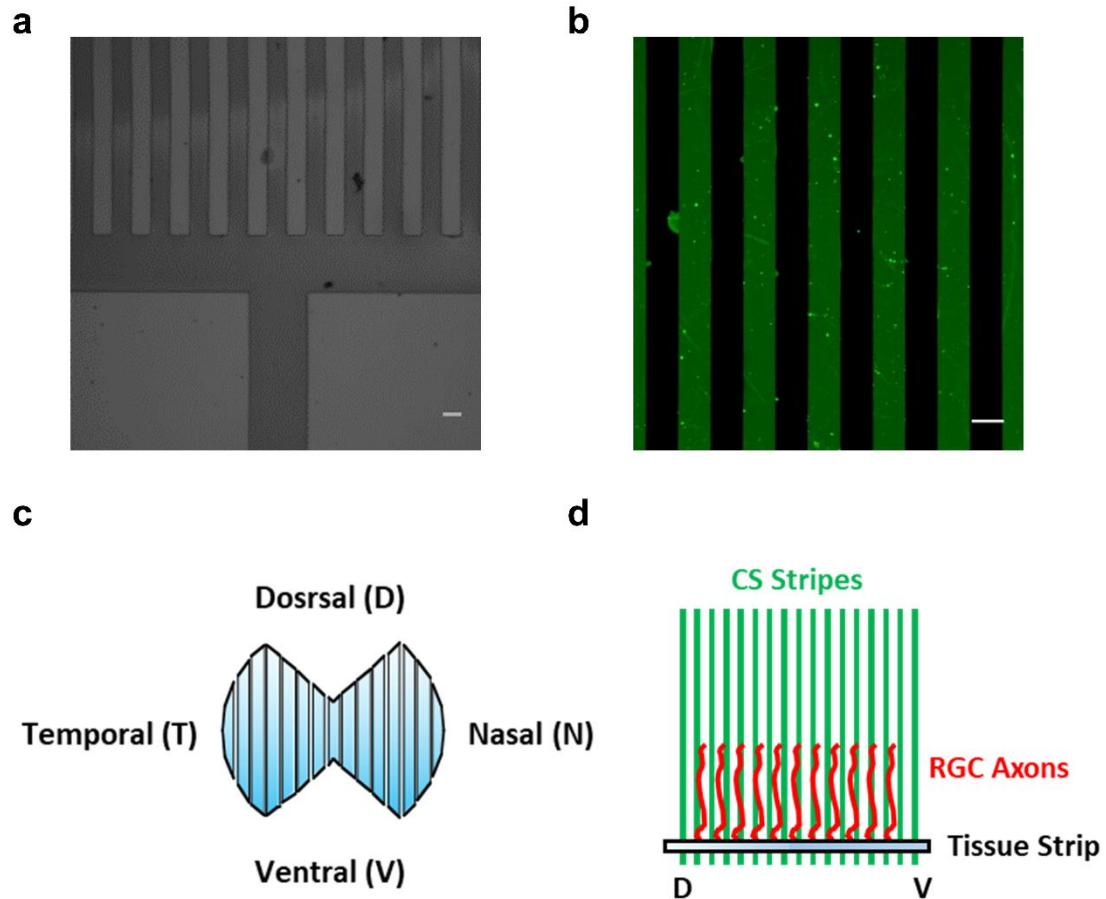 a
b
c
d
Dosrsal (D)
Temporal (T)
Nasal (N)
Ventral (V)
CS Stripes
RGC Axons
Tissue Strip
D
V